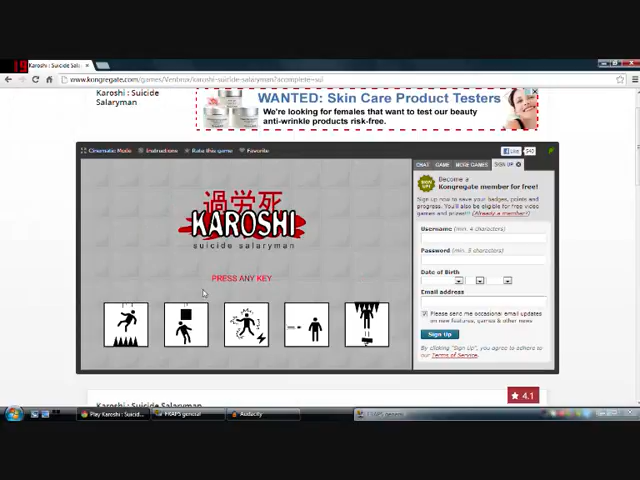 19
Karoshi : Suicide Sal
www.kongregate.com/games/Venbrux/karoshi-suicide-salaryman?acomplete=sui
Karoshi : Suicide
Salaryman
WANTED: Skin Care Product Testers
We're looking for females that want to test our beauty
anti-wrinkle products risk-free.
Cinematic Mode
Instructions
Rate this game
Favorite
Like
過労死
KAROSHI
suicide salaryman
PRESS ANY KEY
CHAT GAME MORE GAMES SIGN UP
SIGN UP!
Become a
Kongregate member for free!
Sign up now to save your badges, points and
progress. You'll also be eligible for free video
games and prizes! (Already a member?)
Username (min. 4 characters)
Password (min. 5 characters)
Date of Birth
Email address
Please send me occasional email updates
on new features, games & other news
Sign Up
By clicking "Sign Up", you agree to adhere to
our Terms of Service.
Karoshi : Suicide Salaryman
4.1
Play Karoshi : Suicid...
FRAPS general
Audacity